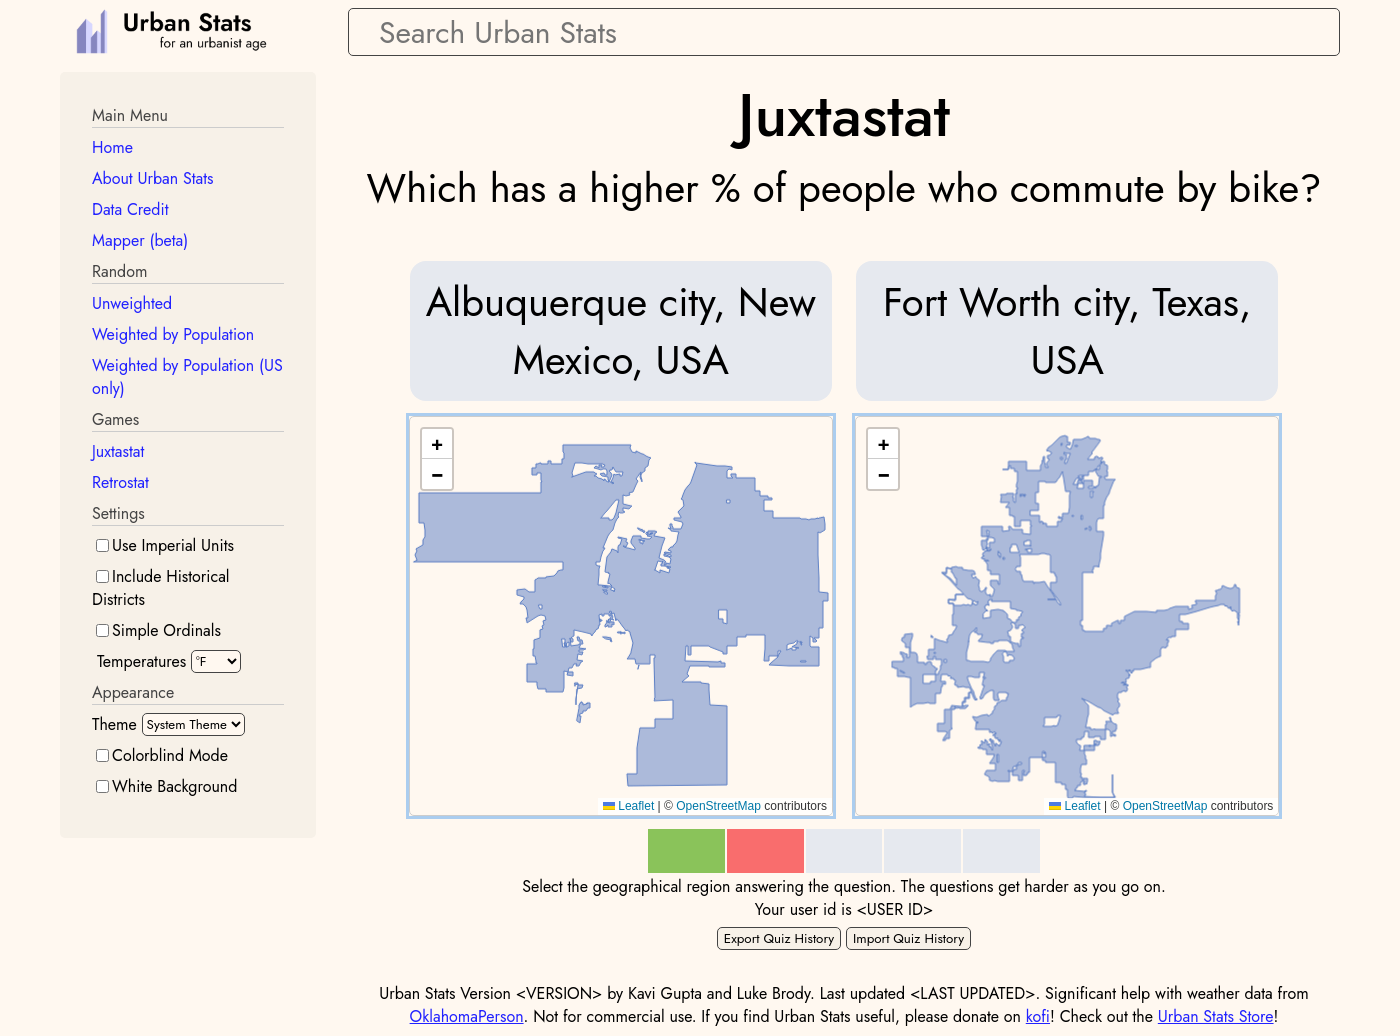 Urban Stats
for an urbanist age
Search Urban Stats
Main Menu
Home
About Urban Stats
Data Credit
Mapper (beta)
Random
Unweighted
Weighted by Population
Weighted by Population (US
only)
Games
Juxtastat
Retrostat
Settings
Use Imperial Units
Include Historical
Districts
Simple Ordinals
Temperatures °F
Appearance
Theme System Theme
Colorblind Mode
White Background
Juxtastat
Which has a higher % of people who commute by bike?
Albuquerque city, New
Mexico, USA
Fort Worth city, Texas,
USA
+
−
Leaflet | © OpenStreetMap contributors
+
−
Leaflet | © OpenStreetMap contributors
Select the geographical region answering the question. The questions get harder as you go on.
Your user id is <USER ID>
Export Quiz History Import Quiz History
Urban Stats Version <VERSION> by Kavi Gupta and Luke Brody. Last updated <LAST UPDATED>. Significant help with weather data from
OklahomaPerson. Not for commercial use. If you find Urban Stats useful, please donate on kofi! Check out the Urban Stats Store!